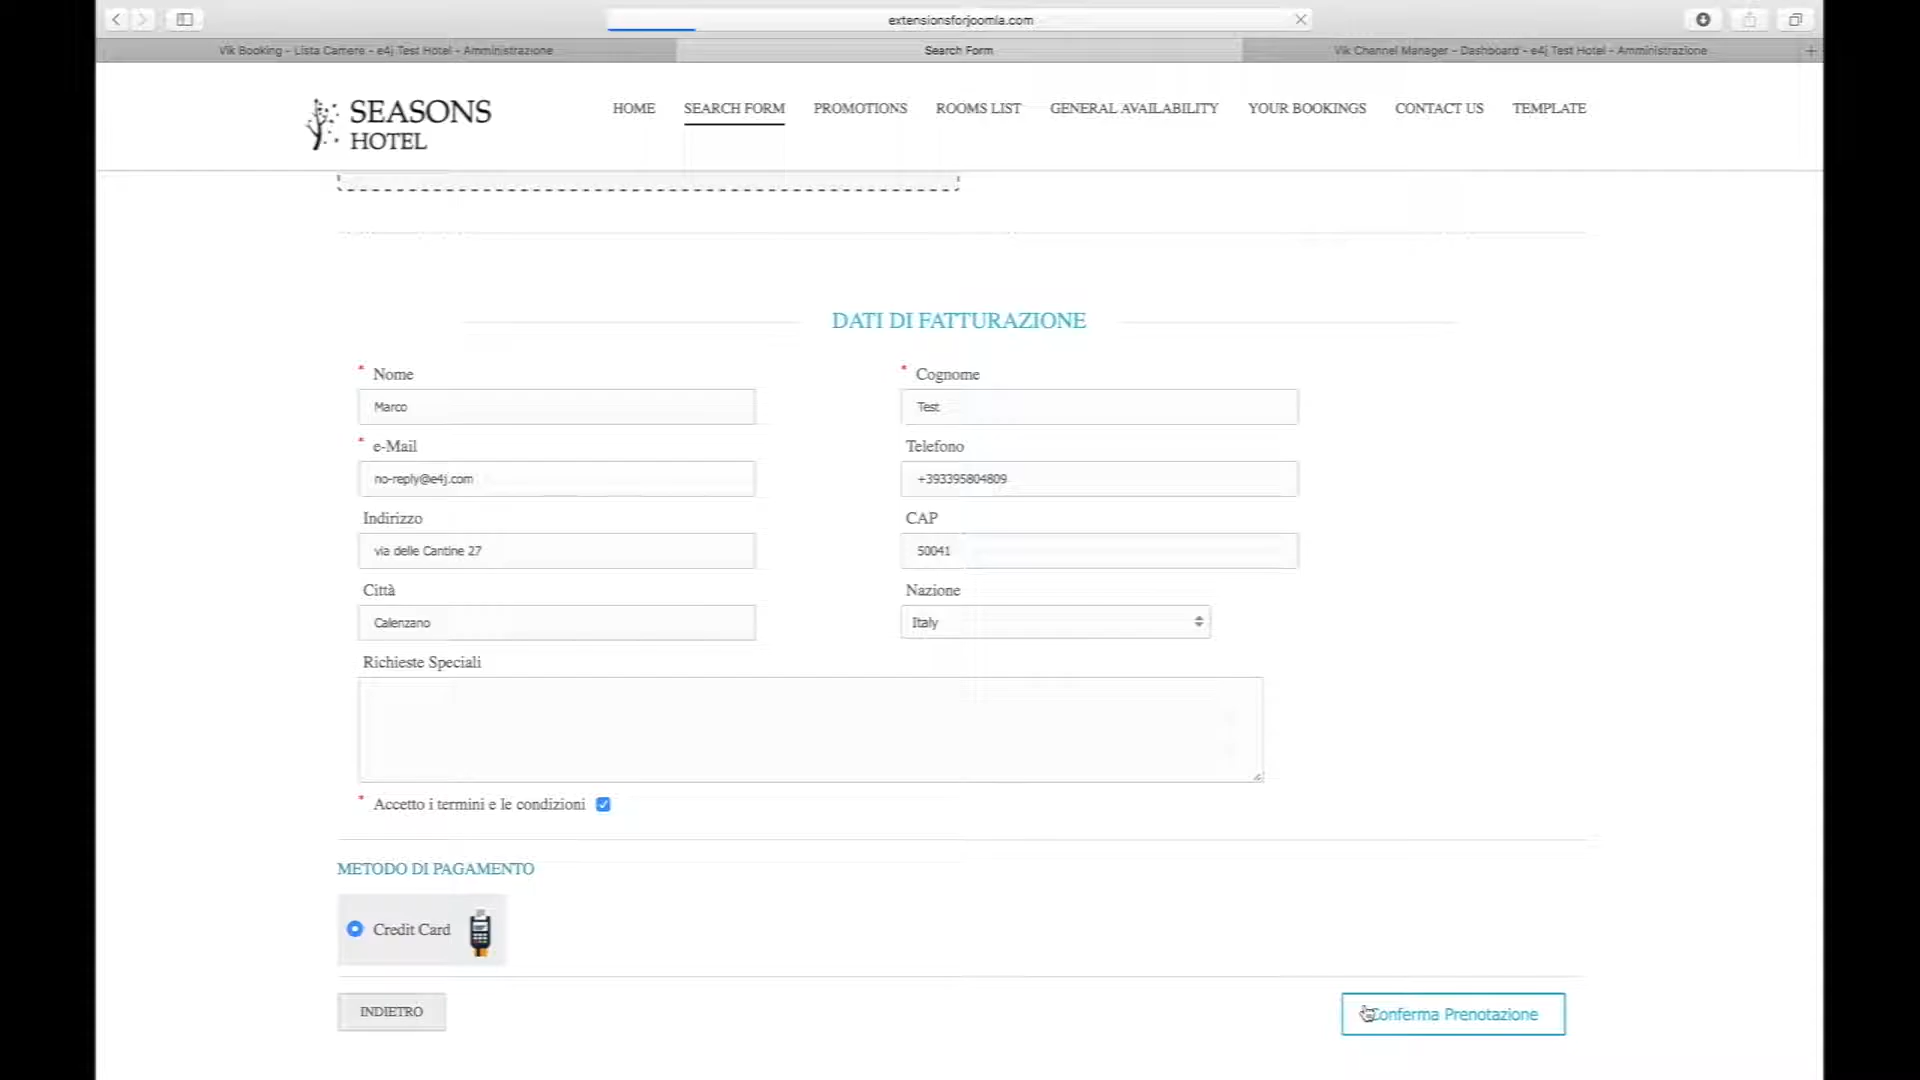 extensionsforjoomla.com
Vik Booking - Lista Camere - e4j Test Hotel - Amministrazione
Search Form
Vik Channel Manager - Dashboard - e4j Test Hotel - Amministrazione
SEASONS
HOTEL
HOME
SEARCH FORM
PROMOTIONS
ROOMS LIST
GENERAL AVAILABILITY
YOUR BOOKINGS
CONTACT US
TEMPLATE
DATI DI FATTURAZIONE
* Nome
* Cognome
Marco
Test
* e-Mail
Telefono
no-reply@e4j.com
+393395804809
Indirizzo
CAP
via delle Cantine 27
50041
Città
Nazione
Calenzano
Italy
Richieste Speciali
* Accetto i termini e le condizioni
METODO DI PAGAMENTO
Credit Card
INDIETRO
Conferma Prenotazione